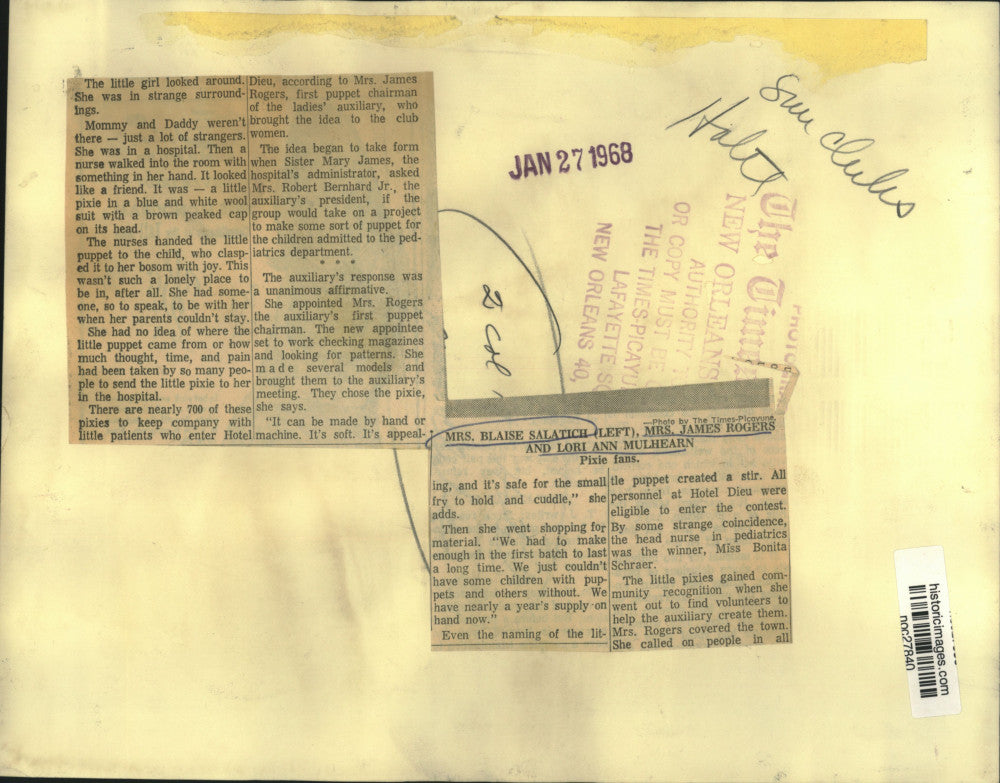 The little girl looked around.
She was in strange surround-
ings.
Mommy and Daddy weren't
there — just a lot of strangers.
She was in a hospital. Then a
nurse walked into the room with
something in her hand. It looked
like a friend. It was — a little
pixie in a blue and white wool
suit with a brown peaked cap
on its head.
The nurses handed the little
puppet to the child, who clasp-
ed it to her bosom with joy. This
wasn't such a lonely place to
be in, after all. She had some-
one, so to speak, to be with her
when her parents couldn't stay.
She had no idea of where the
little puppet came from or how
much thought, time, and pain
had been taken by so many peo-
ple to send the little pixie to her
in the hospital.
There are nearly 700 of these
pixies to keep company with
little patients who enter Hotel
Dieu, according to Mrs. James
Rogers, first puppet chairman
of the ladies' auxiliary, who
brought the idea to the club
women.
The idea began to take form
when Sister Mary James, the
hospital's administrator, asked
Mrs. Robert Bernhard Jr., the
auxiliary's president, if the
group would take on a project
to make some sort of puppet for
the children admitted to the ped-
iatrics department.
* * *
The auxiliary's response was
a unanimous affirmative.
She appointed Mrs. Rogers
the auxiliary's first puppet
chairman. The new appointee
set to work checking magazines
and looking for patterns. She
made several models and
brought them to the auxiliary's
meeting. They chose the pixie,
she says.
"It can be made by hand or
machine. It's soft. It's appeal-
—Photo by The Times-Picayune
MRS. BLAISE SALATICH (LEFT), MRS. JAMES ROGERS
AND LORI ANN MULHEARN
Pixie fans.
ing, and it's safe for the small
fry to hold and cuddle," she
adds.
Then she went shopping for
material. "We had to make
enough in the first batch to last
a long time. We just couldn't
have some children with pup-
pets and others without. We
have nearly a year's supply on
hand now."
Even the naming of the lit-
tle puppet created a stir. All
personnel at Hotel Dieu were
eligible to enter the contest.
By some strange coincidence,
the head nurse in pediatrics
was the winner, Miss Bonita
Schraer.
The little pixies gained com-
munity recognition when she
went out to find volunteers to
help the auxiliary create them.
Mrs. Rogers covered the town.
She called on people in all
JAN 27 1968
Sun Clubs
2 col
The Times
NEW ORLEANS
AUTHORITY
OR COPY MUST BE
THE TIMES-PICAYU
LAFAYETTE S
NEW ORLEANS 40,
historicimages.com
noc27840